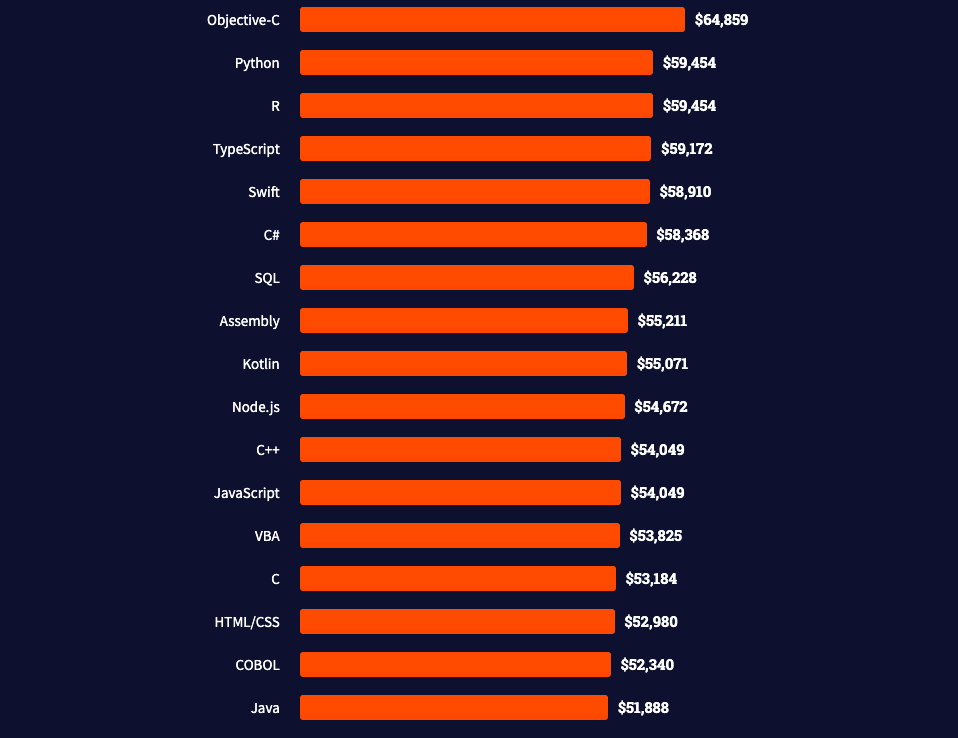 Objective-C $64,859
Python $59,454
R $59,454
TypeScript $59,172
Swift $58,910
C# $58,368
SQL $56,228
Assembly $55,211
Kotlin $55,071
Node.js $54,672
C++ $54,049
JavaScript $54,049
VBA $53,825
C $53,184
HTML/CSS $52,980
COBOL $52,340
Java $51,888